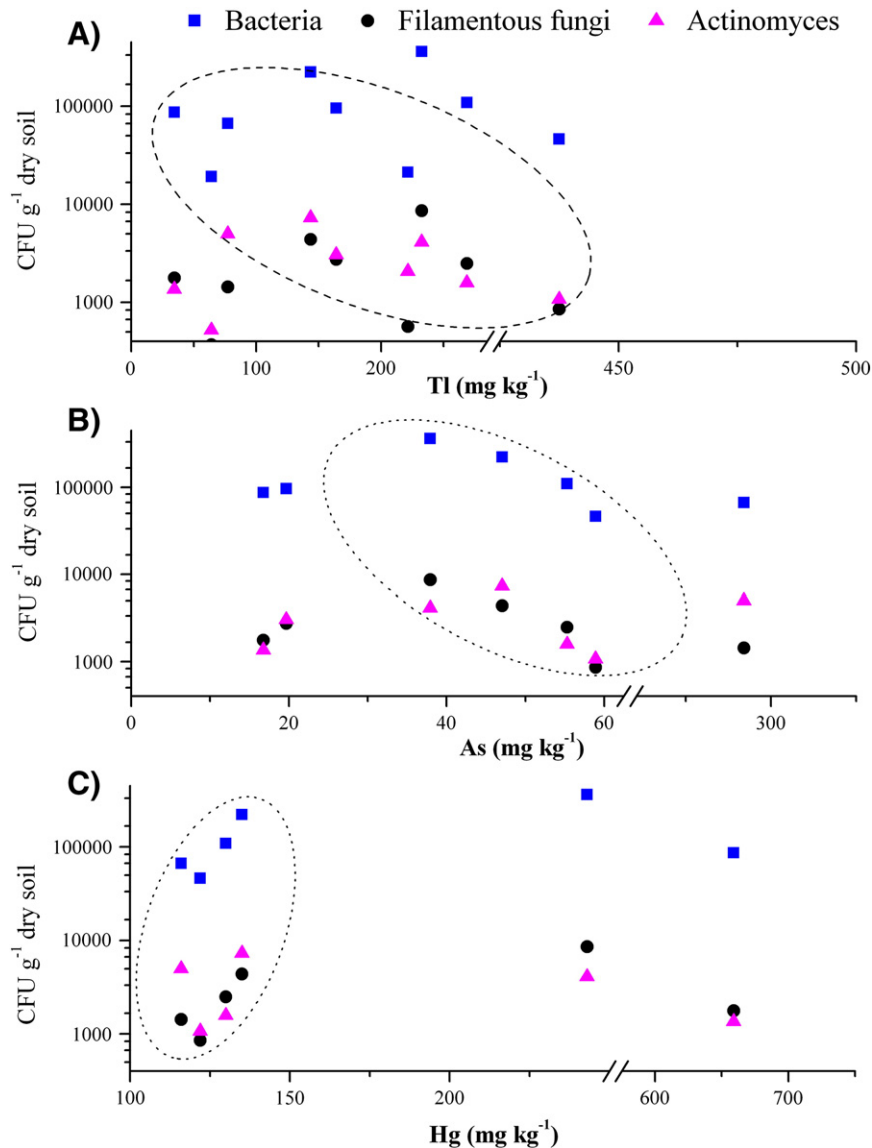 Bacteria Filamentous fungi Actinomyces
A)
CFU g⁻¹ dry soil
100000
10000
1000
0 100 200 450 500
Tl (mg kg⁻¹)
B)
CFU g⁻¹ dry soil
100000
10000
1000
0 20 40 60 300
As (mg kg⁻¹)
C)
CFU g⁻¹ dry soil
100000
10000
1000
100 150 200 600 700
Hg (mg kg⁻¹)